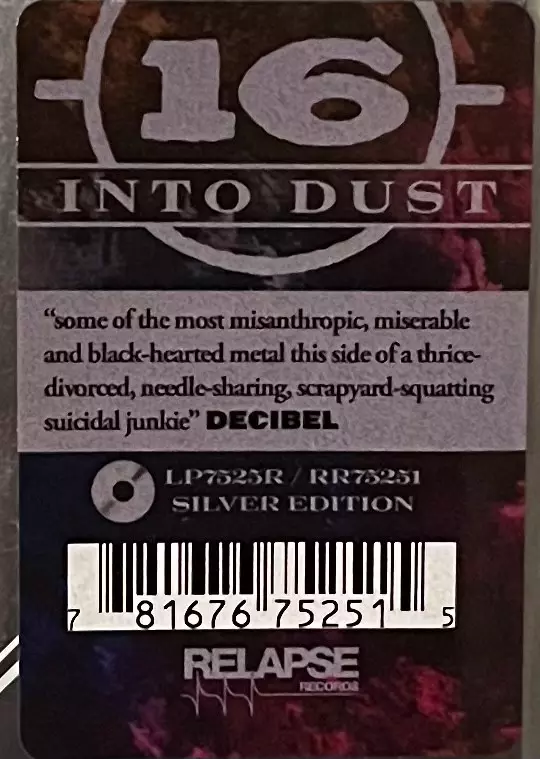 16
INTO DUST
“some of the most misanthropic, miserable
and black-hearted metal this side of a thrice-
divorced, needle-sharing, scrapyard-squatting
suicidal junkie” DECIBEL
LP7525R / RR75251
SILVER EDITION
7 81676 75251 5
RELAPSE
RECORDS